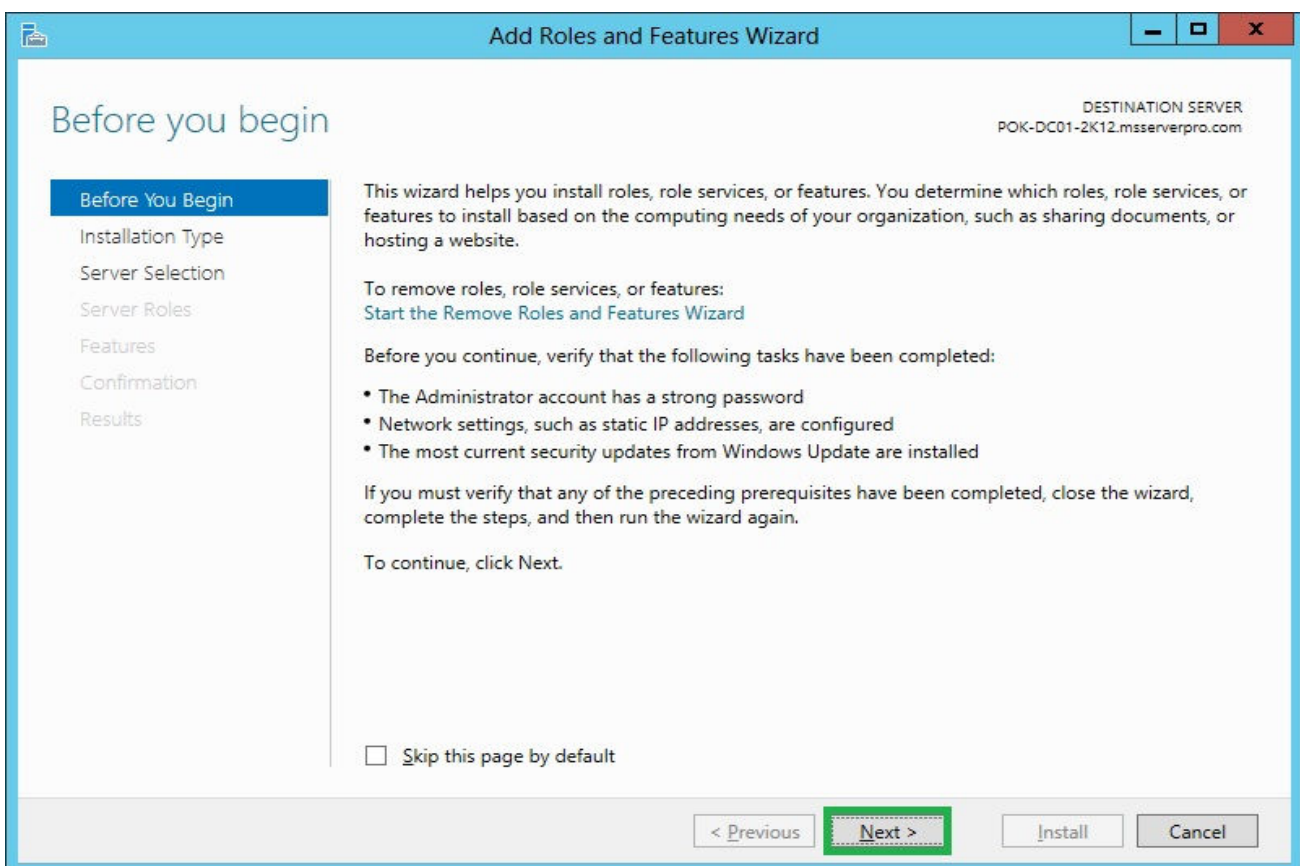 Add Roles and Features Wizard
x
Before you begin
DESTINATION SERVER
POK-DC01-2K12.msserverpro.com
Before You Begin
Installation Type
Server Selection
Server Roles
Features
Confirmation
Results
This wizard helps you install roles, role services, or features. You determine which roles, role services, or
features to install based on the computing needs of your organization, such as sharing documents, or
hosting a website.
To remove roles, role services, or features:
Start the Remove Roles and Features Wizard
Before you continue, verify that the following tasks have been completed:
• The Administrator account has a strong password
• Network settings, such as static IP addresses, are configured
• The most current security updates from Windows Update are installed
If you must verify that any of the preceding prerequisites have been completed, close the wizard,
complete the steps, and then run the wizard again.
To continue, click Next.
Skip this page by default
< Previous
Next >
Install
Cancel